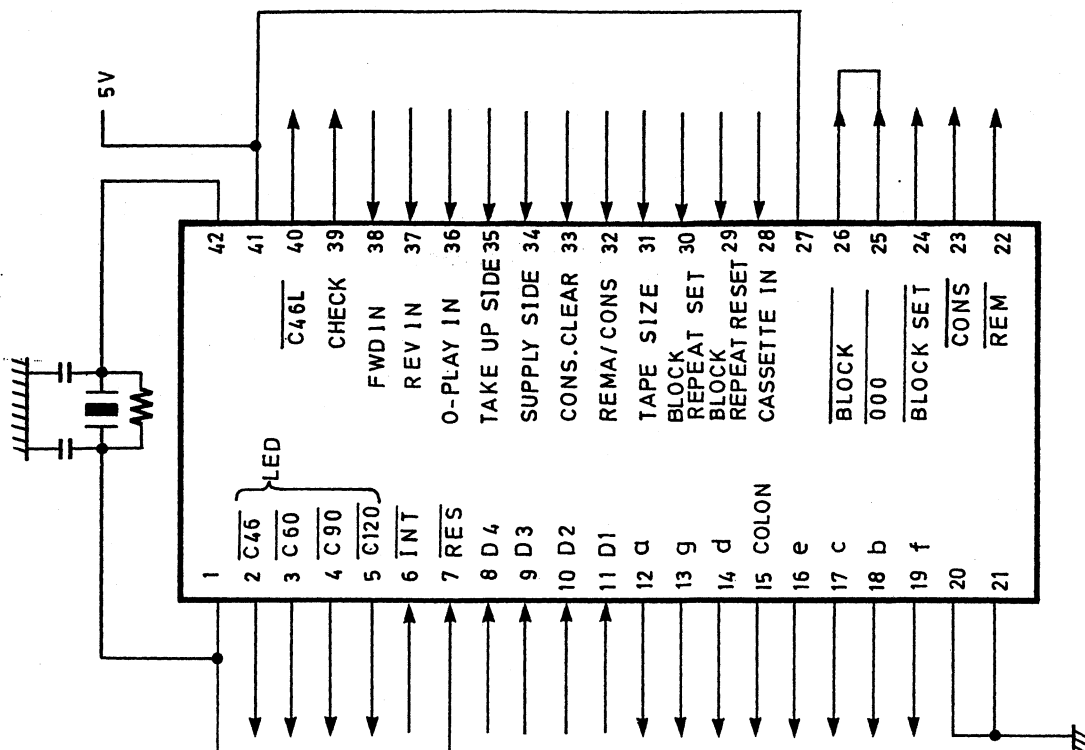 5V
1
2 C46
3 C60
4 C90
5 C120
LED
6 INT
7 RES
8 D4
9 D3
10 D2
11 D1
12 a
13 g
14 d
15 COLON
16 e
17 c
18 b
19 f
20
21
42
41
C46L 40
CHECK 39
FWDIN 38
REV IN 37
O-PLAY IN 36
TAKE UP SIDE 35
SUPPLY SIDE 34
CONS.CLEAR 33
REMA/CONS 32
TAPE SIZE 31
BLOCK
REPEAT SET 30
BLOCK
REPEAT RESET 29
CASSETTE IN 28
27
BLOCK 26
000 25
BLOCK SET 24
CONS 23
REM 22